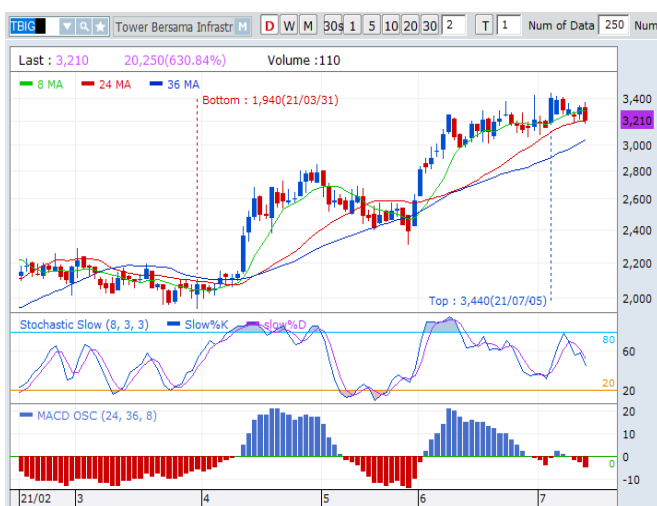 TBIG Tower Bersama Infrastr M D W M 30s 1 5 10 20 30 2 T 1 Num of Data 250 Num
Last : 3,210 20,250(630.84%) Volume :110
8 MA 24 MA 36 MA
Bottom : 1,940(21/03/31)
3,400
3,210
3,000
2,800
2,600
2,400
2,200
2,000
Top : 3,440(21/07/05)
Stochastic Slow (8, 3, 3) Slow%K slow%D
80
60
20
20
MACD OSC (24, 36, 8)
20
10
0
0
-10
21/02 3 4 5 6 7